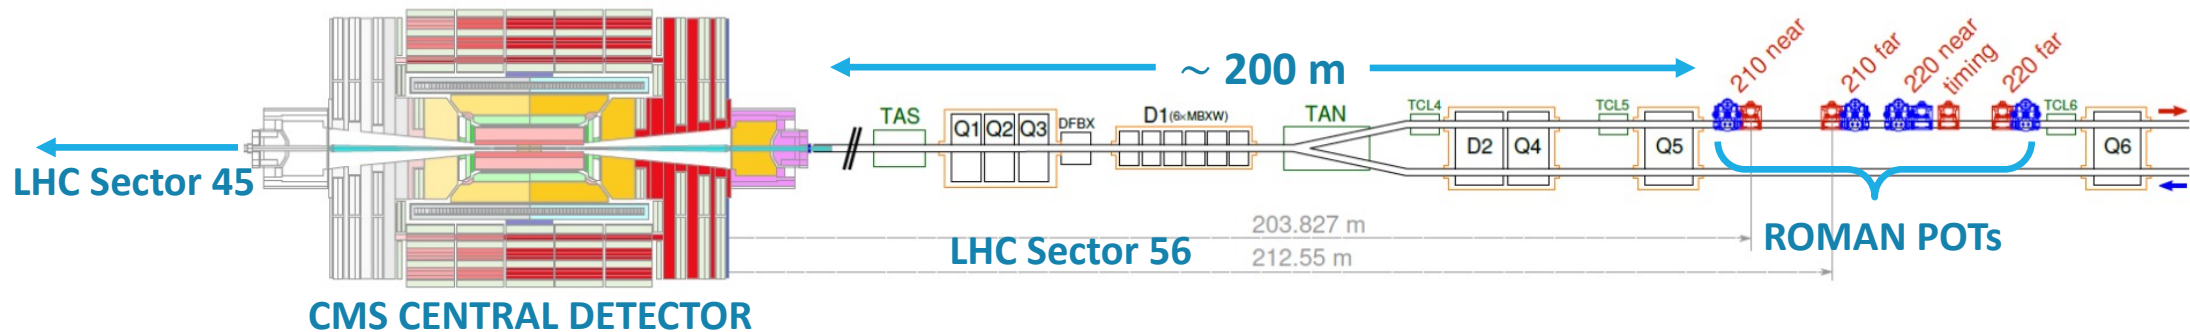 210 near
210 far
220 near
timing
220 far
~ 200 m
TAS
Q1 Q2 Q3
DFBX
D1 (6×MBXW)
TAN
TCL4
D2 Q4
TCL5
Q5
TCL6
Q6
LHC Sector 45
203.827 m
LHC Sector 56
212.55 m
ROMAN POTs
CMS CENTRAL DETECTOR